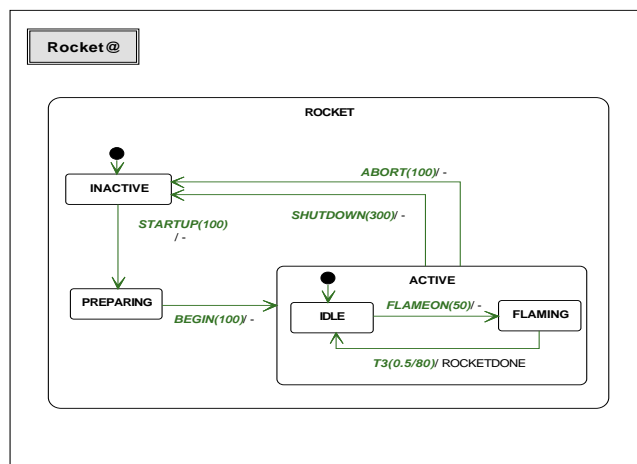 Rocket@
ROCKET
INACTIVE
ABORT(100)/ -
SHUTDOWN(300)/ -
STARTUP(100)
/ -
ACTIVE
PREPARING
BEGIN(100)/ -
IDLE
FLAMEON(50)/ -
FLAMING
T3(0.5/80)/ ROCKETDONE